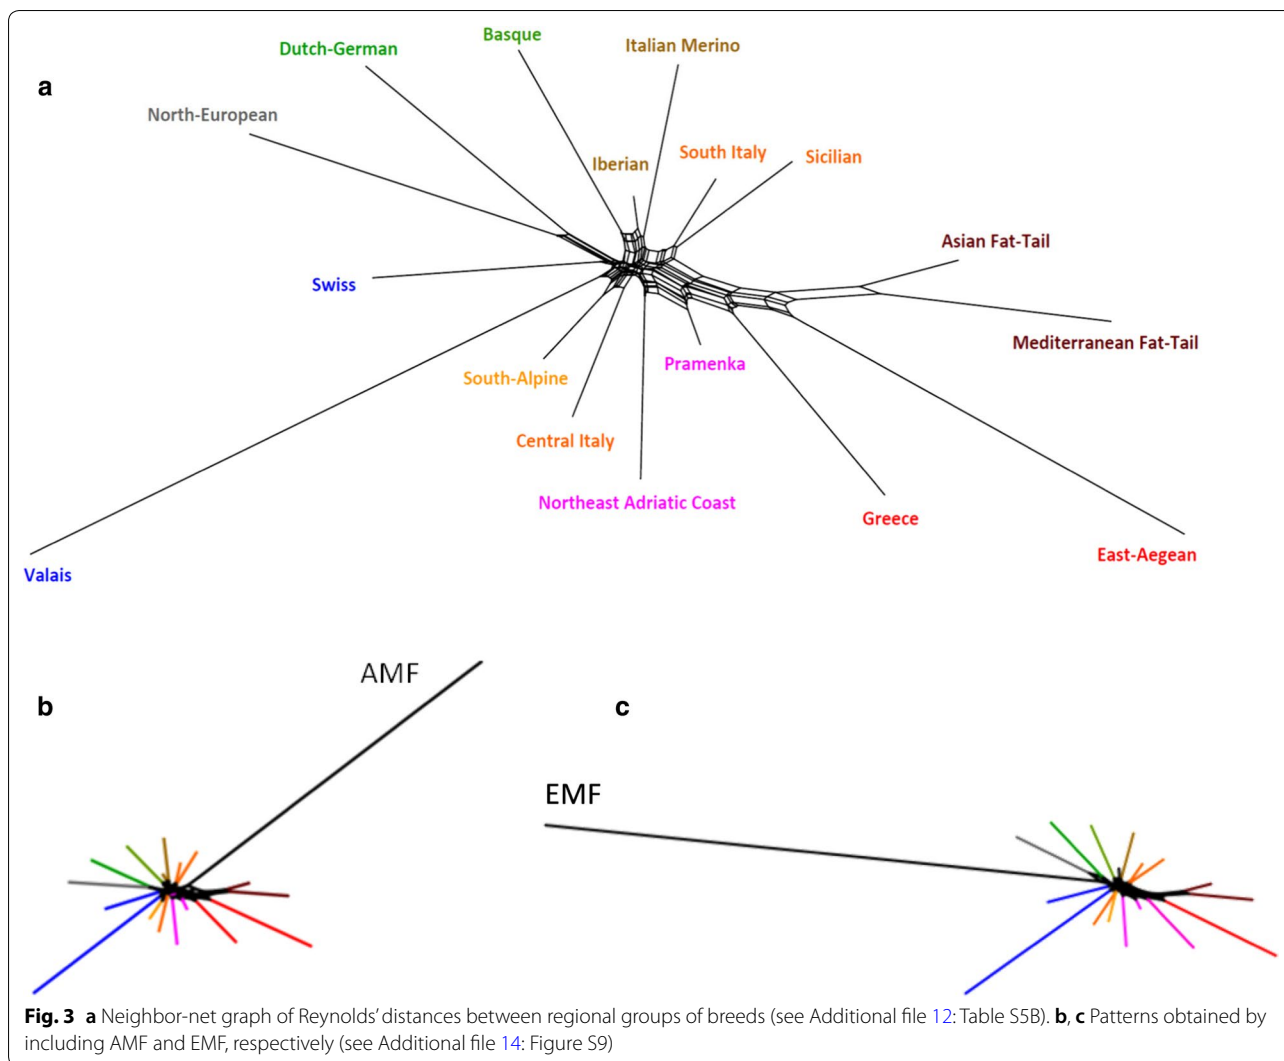 a
Dutch-German
Basque
Italian Merino
North-European
Iberian
South Italy
Sicilian
Asian Fat-Tail
Swiss
Mediterranean Fat-Tail
Pramenka
South-Alpine
Central Italy
Northeast Adriatic Coast
Greece
East-Aegean
Valais
b
AMF
c
EMF
Fig. 3 a Neighbor-net graph of Reynolds’ distances between regional groups of breeds (see Additional file 12: Table S5B). b, c Patterns obtained by
including AMF and EMF, respectively (see Additional file 14: Figure S9)